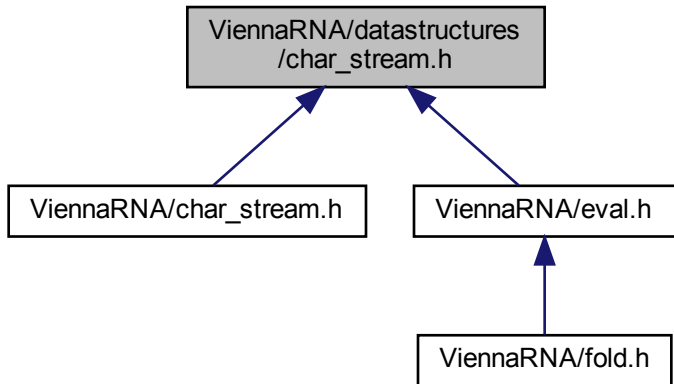 ViennaRNA/datastructures
/char_stream.h
ViennaRNA/char_stream.h
ViennaRNA/eval.h
ViennaRNA/fold.h